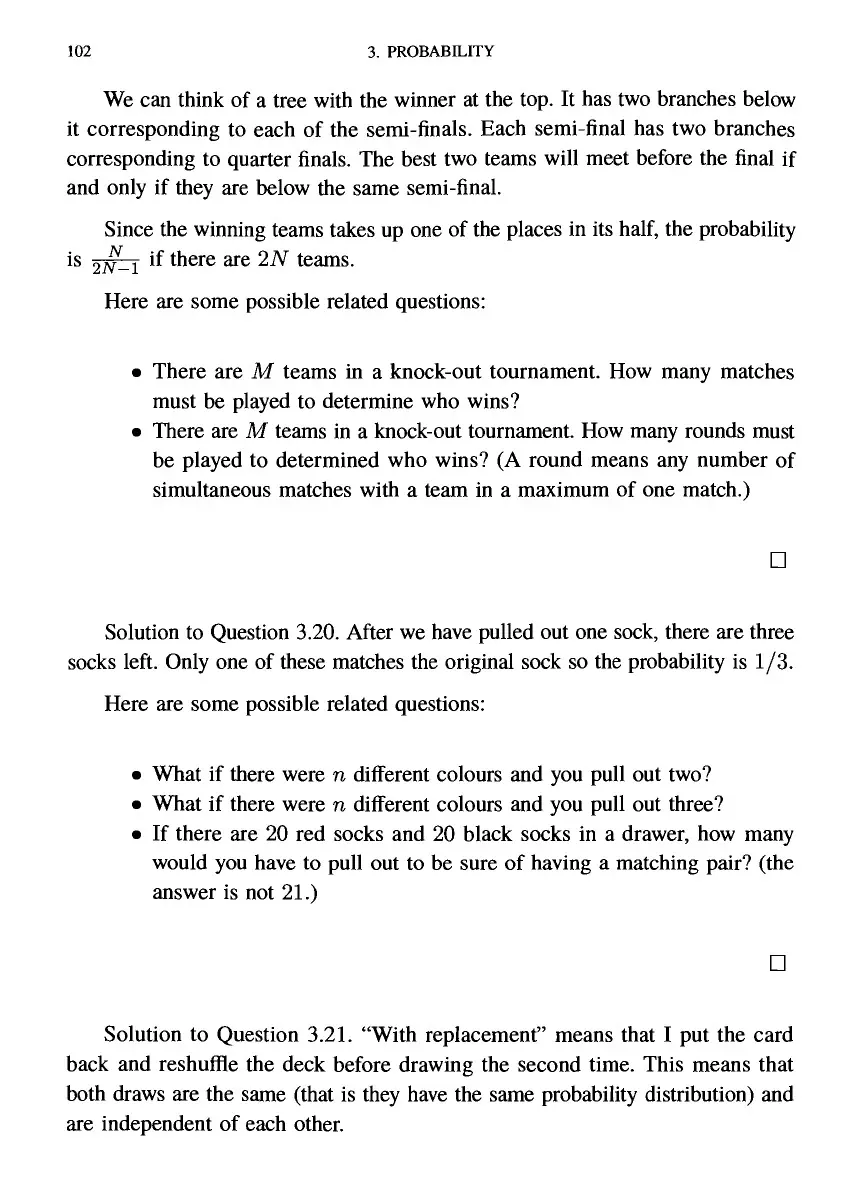 102 3. PROBABILITY
We can think of a tree with the winner at the top. It has two branches below
it corresponding to each of the semi-finals. Each semi-final has two branches
corresponding to quarter finals. The best two teams will meet before the final if
and only if they are below the same semi-final.
Since the winning teams takes up one of the places in its half, the probability
is N/(2N−1) if there are 2N teams.
Here are some possible related questions:
• There are M teams in a knock-out tournament. How many matches
must be played to determine who wins?
• There are M teams in a knock-out tournament. How many rounds must
be played to determined who wins? (A round means any number of
simultaneous matches with a team in a maximum of one match.)
□
Solution to Question 3.20. After we have pulled out one sock, there are three
socks left. Only one of these matches the original sock so the probability is 1/3.
Here are some possible related questions:
• What if there were n different colours and you pull out two?
• What if there were n different colours and you pull out three?
• If there are 20 red socks and 20 black socks in a drawer, how many
would you have to pull out to be sure of having a matching pair? (the
answer is not 21.)
□
Solution to Question 3.21. “With replacement” means that I put the card
back and reshuffle the deck before drawing the second time. This means that
both draws are the same (that is they have the same probability distribution) and
are independent of each other.